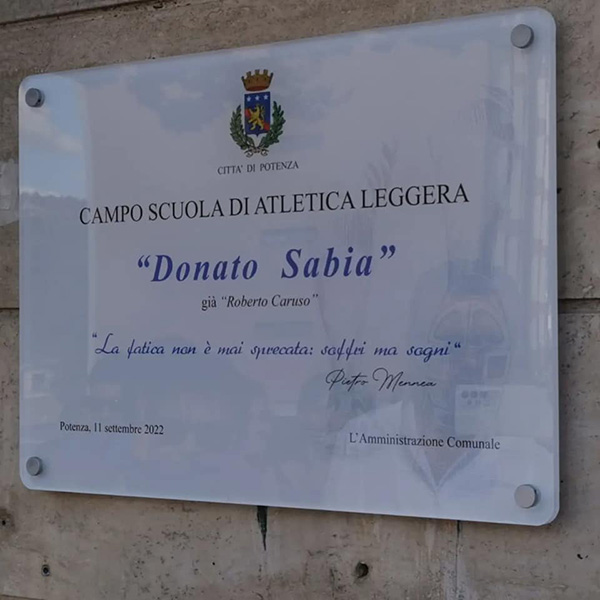 CITTA' DI POTENZA
CAMPO SCUOLA DI ATLETICA LEGGERA
“Donato Sabia”
già “Roberto Caruso”
“La fatica non è mai sprecata: soffri ma sogni“
Pietro Mennea
Potenza, 11 settembre 2022
L'Amministrazione Comunale